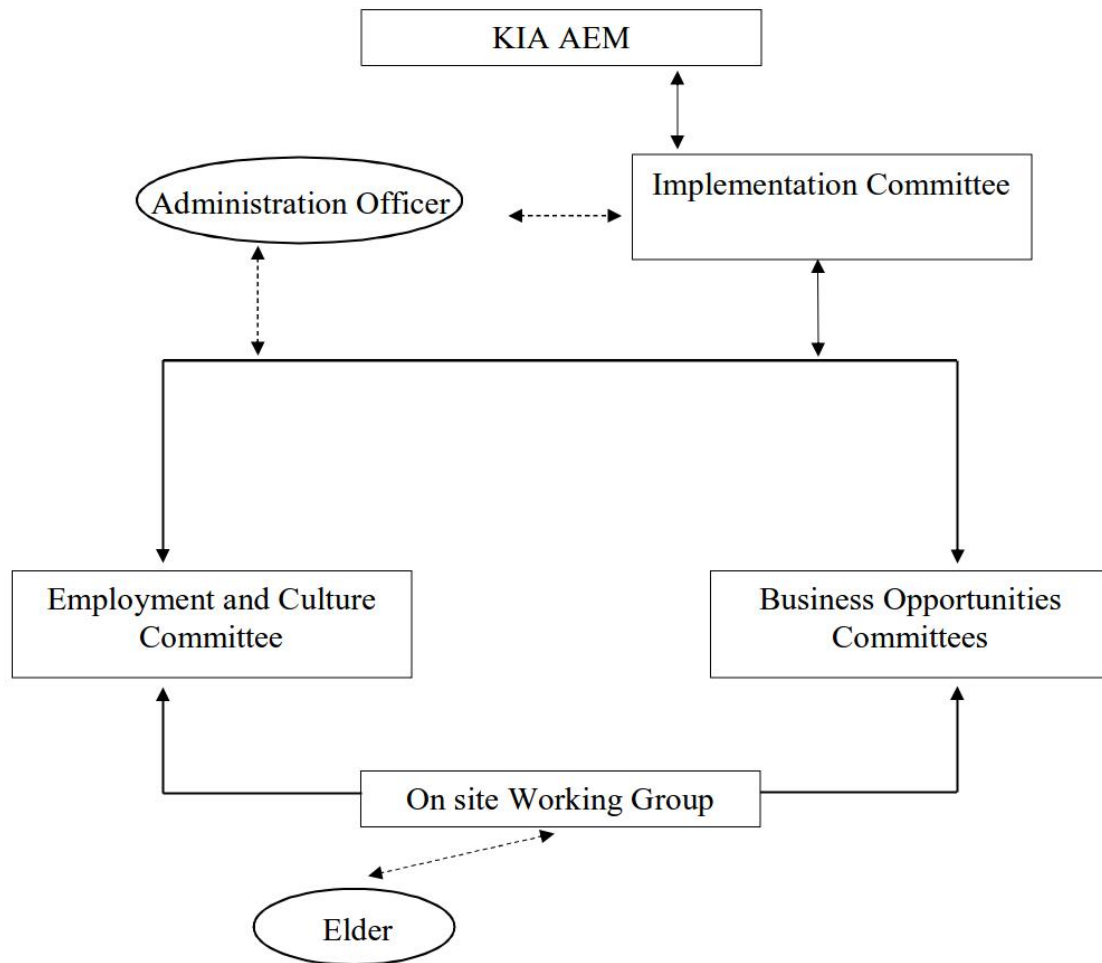 KIA AEM
Administration Officer
Implementation Committee
Employment and Culture
Committee
Business Opportunities
Committees
On site Working Group
Elder